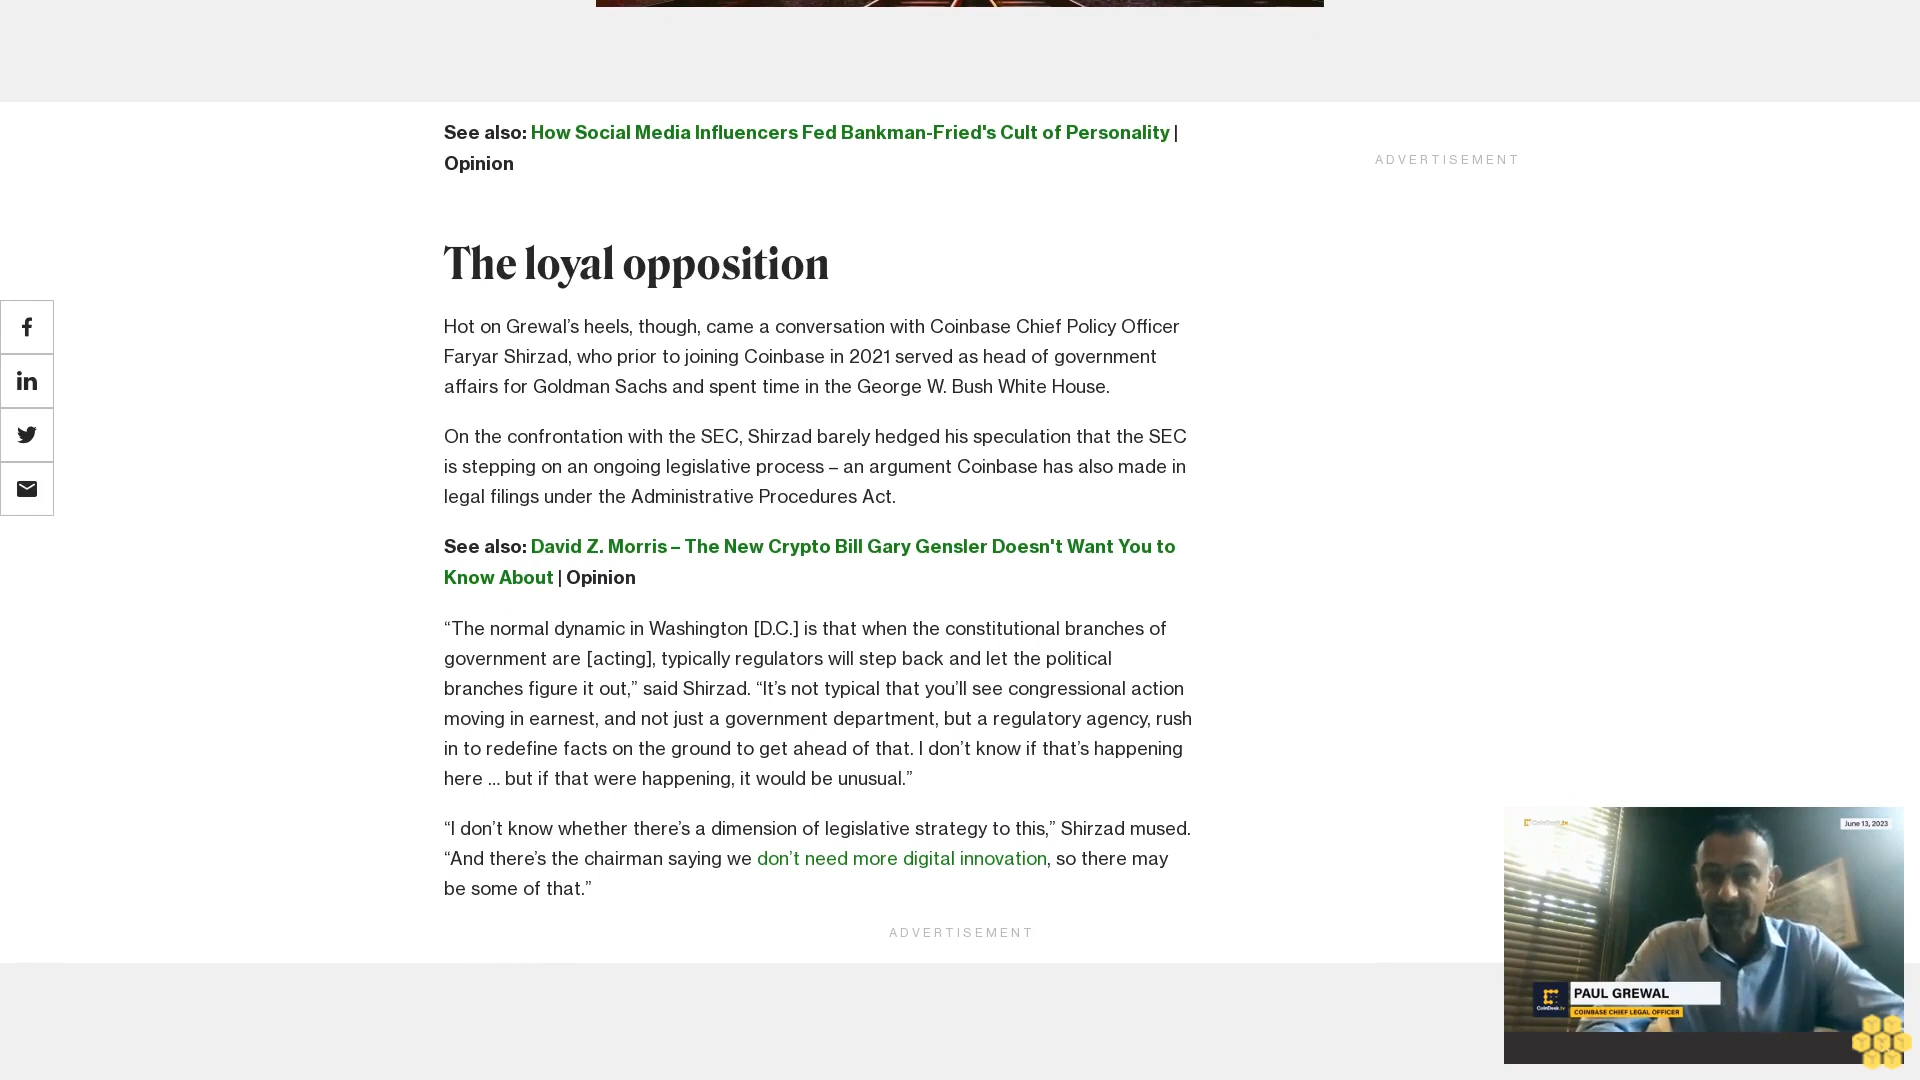 See also: How Social Media Influencers Fed Bankman-Fried's Cult of Personality |
Opinion
ADVERTISEMENT
The loyal opposition
Hot on Grewal’s heels, though, came a conversation with Coinbase Chief Policy Officer
Faryar Shirzad, who prior to joining Coinbase in 2021 served as head of government
affairs for Goldman Sachs and spent time in the George W. Bush White House.
On the confrontation with the SEC, Shirzad barely hedged his speculation that the SEC
is stepping on an ongoing legislative process – an argument Coinbase has also made in
legal filings under the Administrative Procedures Act.
See also: David Z. Morris – The New Crypto Bill Gary Gensler Doesn't Want You to
Know About | Opinion
“The normal dynamic in Washington [D.C.] is that when the constitutional branches of
government are [acting], typically regulators will step back and let the political
branches figure it out,” said Shirzad. “It’s not typical that you’ll see congressional action
moving in earnest, and not just a government department, but a regulatory agency, rush
in to redefine facts on the ground to get ahead of that. I don’t know if that’s happening
here … but if that were happening, it would be unusual.”
“I don’t know whether there’s a dimension of legislative strategy to this,” Shirzad mused.
“And there’s the chairman saying we don’t need more digital innovation, so there may
be some of that.”
ADVERTISEMENT
CoinDesk.tv
June 13, 2023
PAUL GREWAL
COINBASE CHIEF LEGAL OFFICER
CoinDesk.tv